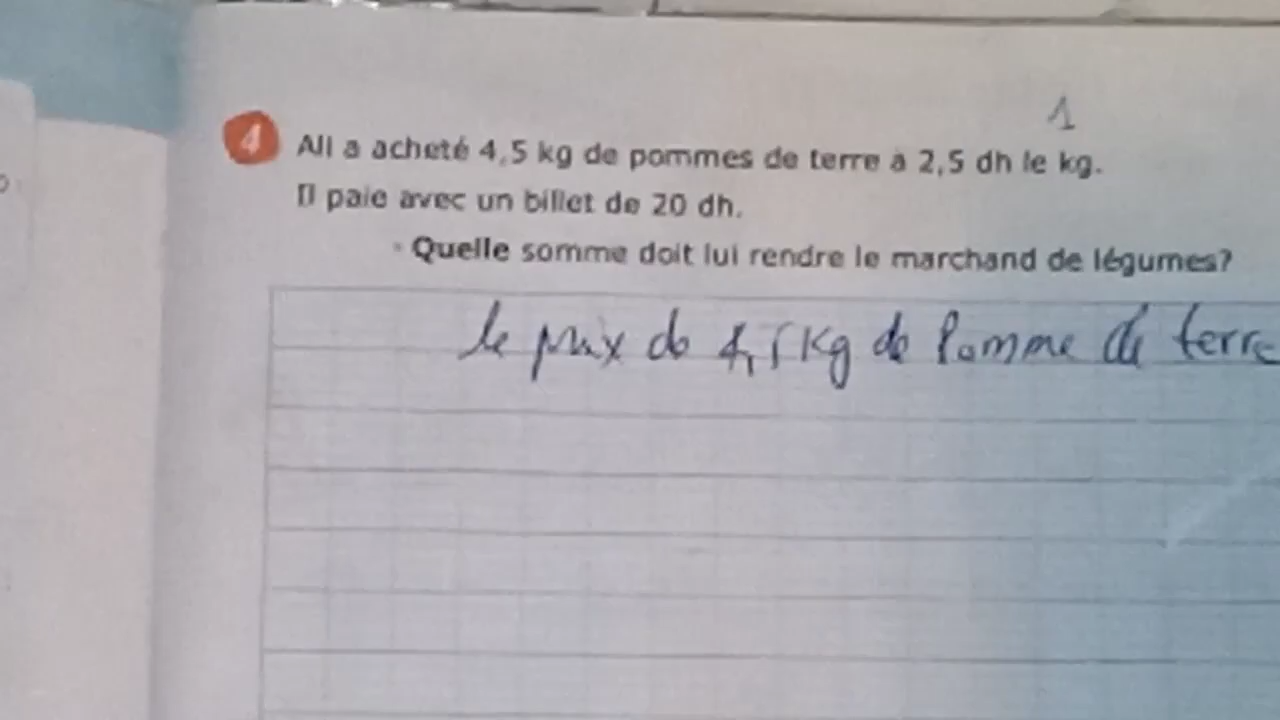 1
4 Ali a acheté 4,5 kg de pommes de terre à 2,5 dh le kg.
Il paie avec un billet de 20 dh.
- Quelle somme doit lui rendre le marchand de légumes?
le prix de 4,5 Kg de Pomme de terre